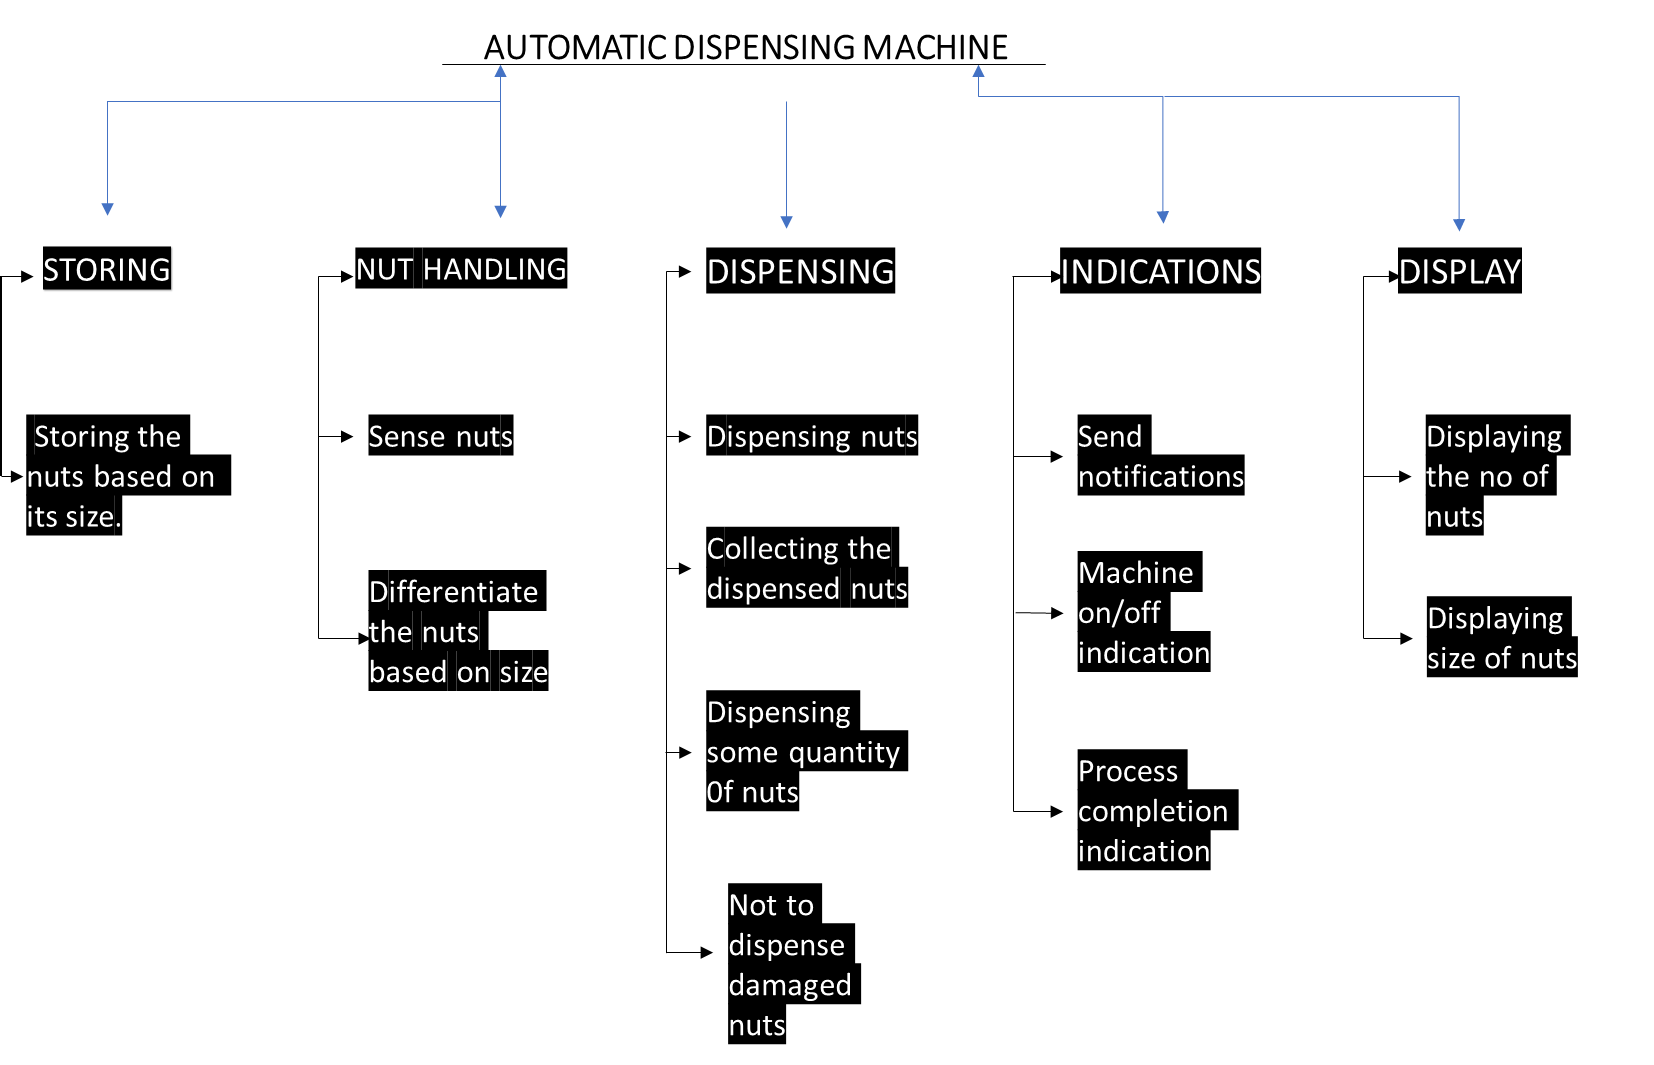 AUTOMATIC DISPENSING MACHINE
STORING
NUT HANDLING
DISPENSING
INDICATIONS
DISPLAY
Storing the
nuts based on
its size.
Sense nuts
Differentiate
the nuts
based on size
Dispensing nuts
Collecting the
dispensed nuts
Dispensing
some quantity
0f nuts
Not to
dispense
damaged
nuts
Send
notifications
Machine
on/off
indication
Process
completion
indication
Displaying
the no of
nuts
Displaying
size of nuts